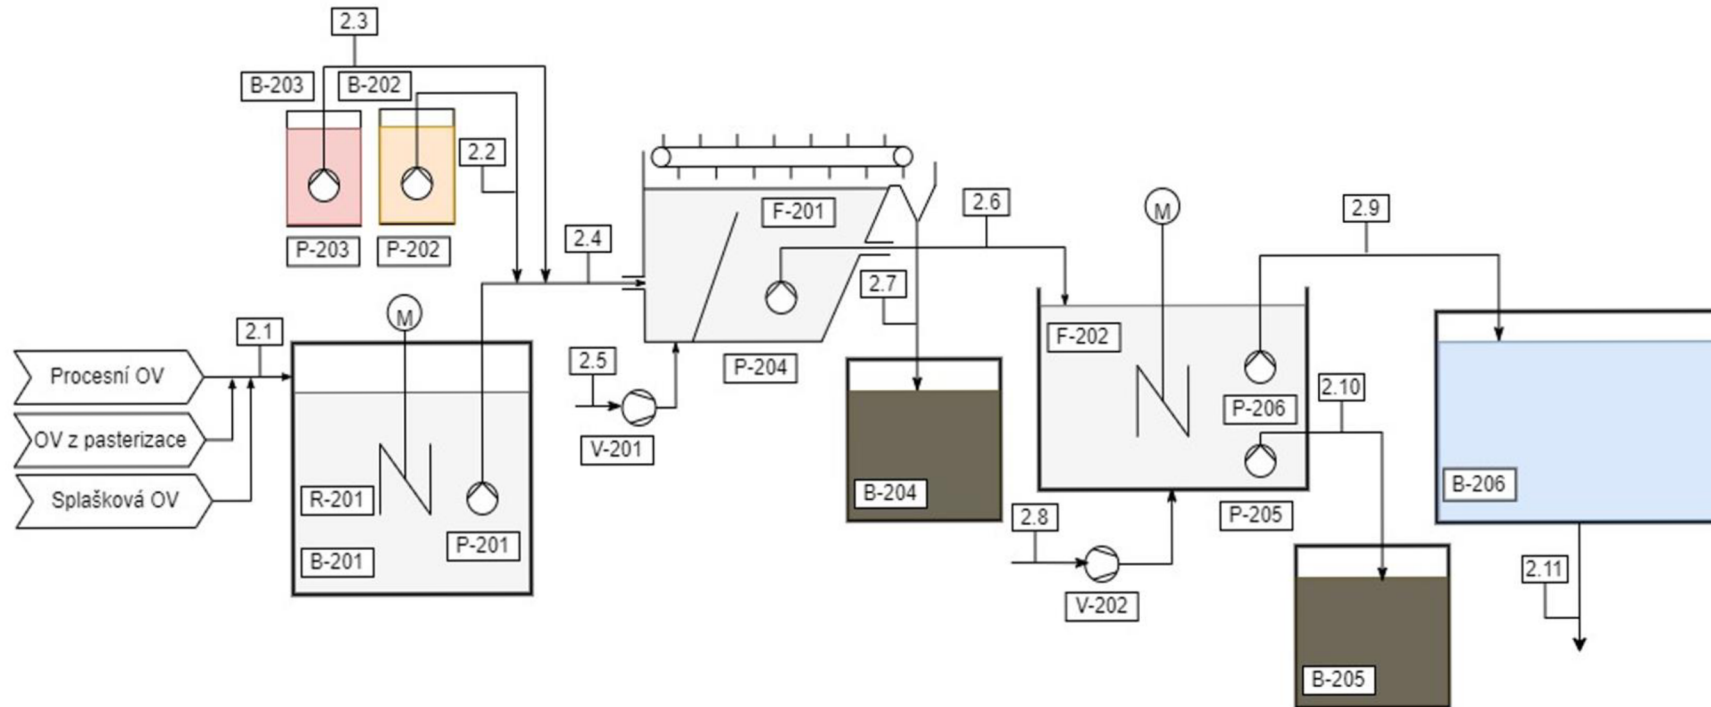 2.3
B-203
B-202
2.2
P-203
P-202
F-201
2.6
M
2.9
2.4
2.7
2.1
M
F-202
Procesní OV
2.5
P-204
2.10
P-206
OV z pasterizace
V-201
Splašková OV
R-201
B-204
B-206
P-201
2.8
P-205
B-201
V-202
2.11
B-205